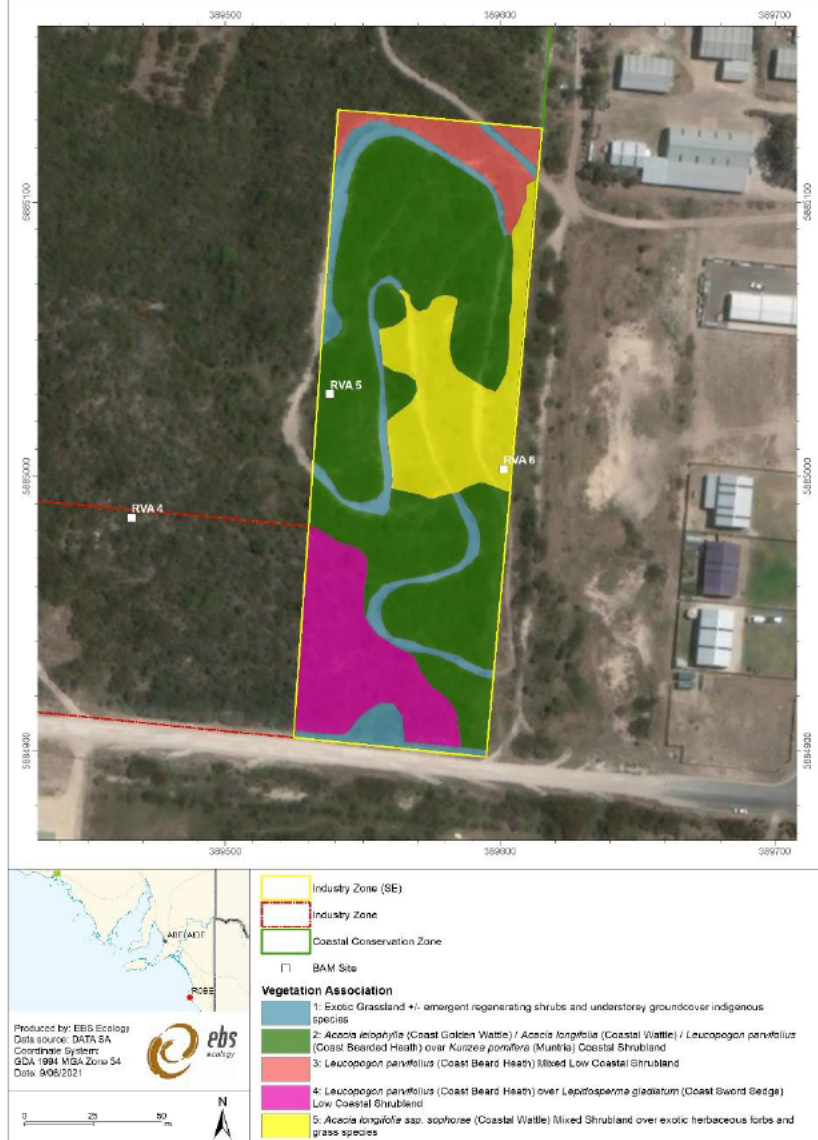 389500 389600 389700
5885100
5885100
RVA 5
RVA 6
5885000
5885000
RVA 4
5884900
5884900
389500 389600 389700
ADELAIDE
ROBE
Produced by: EBS Ecology
Data source: DATA SA
Coordinate System:
GDA 1994 MGA Zone 54
Date: 9/06/2021
ebs
ecology
N
0 25 50
m
Industry Zone (SE)
Industry Zone
Coastal Conservation Zone
BAM Site
Vegetation Association
1: Exotic Grassland +/- emergent regenerating shrubs and understorey groundcover indigenous
species
2: Acacia leiophylla (Coast Golden Wattle) / Acacia longifolia (Coastal Wattle) / Leucopogon parviflorus
(Coast Bearded Heath) over Kunzea pomifera (Muntria) Coastal Shrubland
3: Leucopogon parviflorus (Coast Beard Heath) Mixed Low Coastal Shrubland
4: Leucopogon parviflorus (Coast Beard Heath) over Lepidosperma gladiatum (Coast Sword Sedge)
Low Coastal Shrubland
5: Acacia longifolia ssp. sophorae (Coastal Wattle) Mixed Shrubland over exotic herbaceous forbs and
grass species